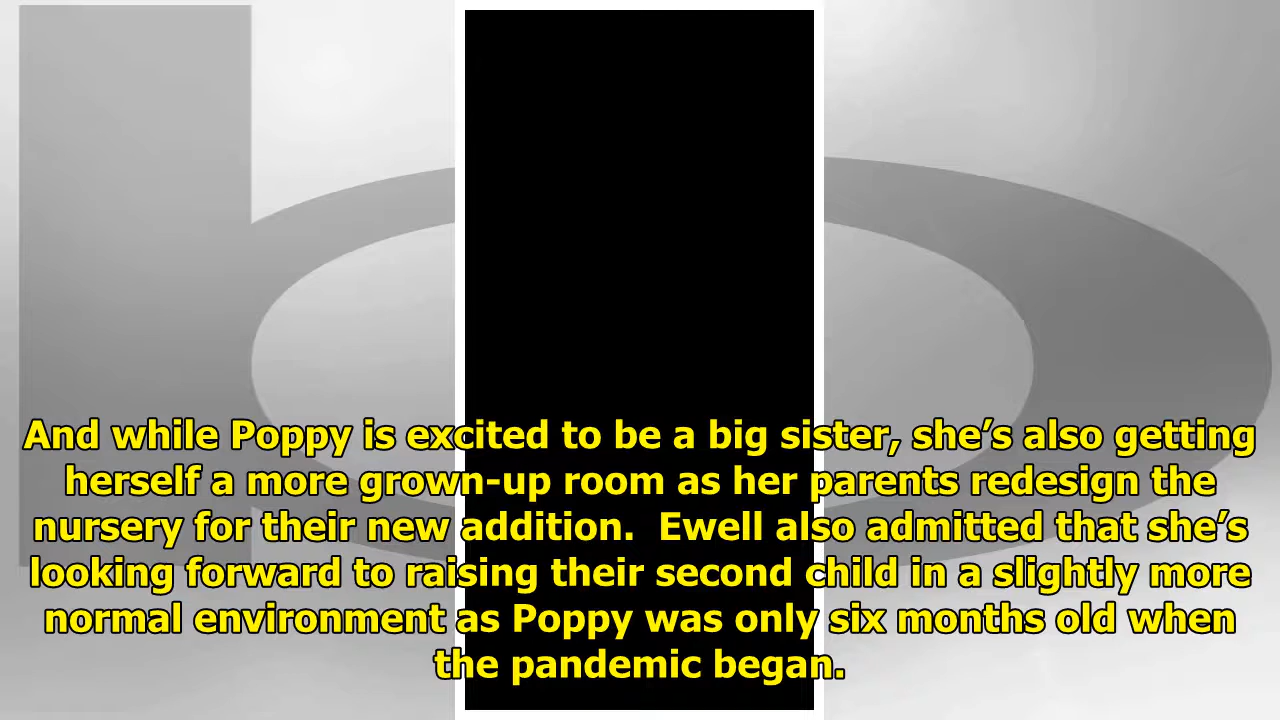 And while Poppy is excited to be a big sister, she’s also getting
herself a more grown-up room as her parents redesign the
nursery for their new addition.  Ewell also admitted that she’s
looking forward to raising their second child in a slightly more
normal environment as Poppy was only six months old when
the pandemic began.